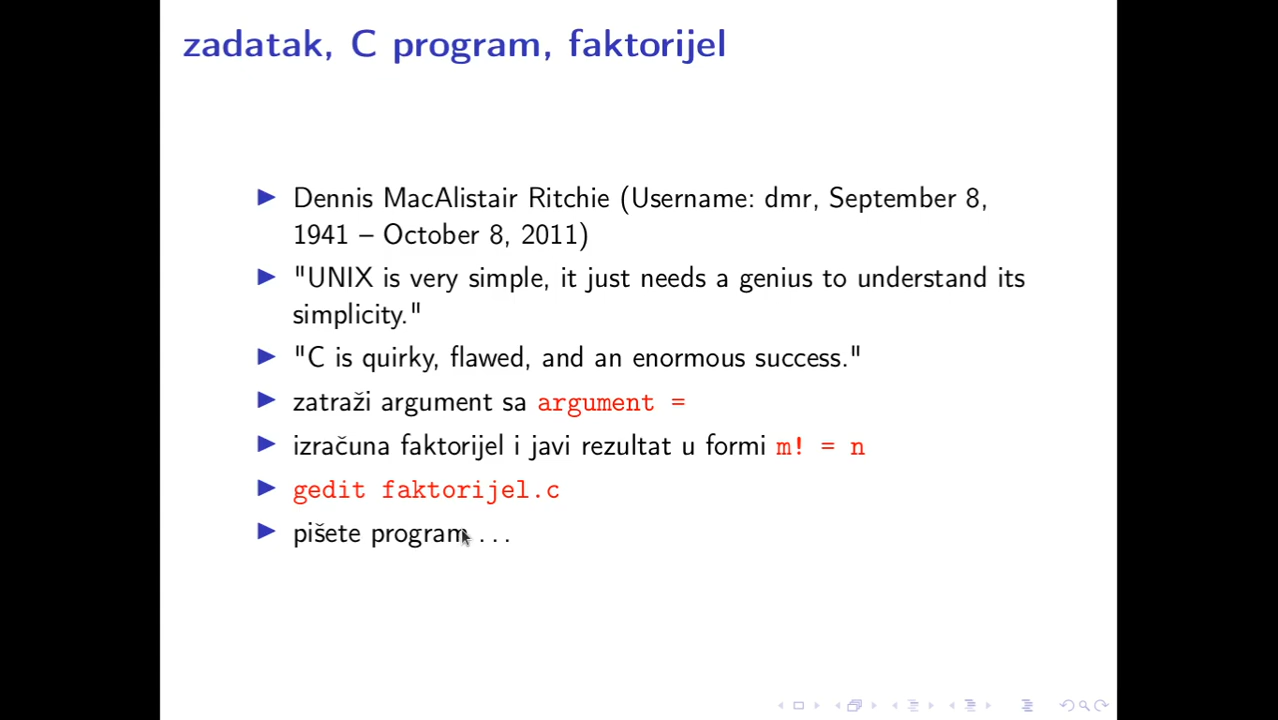 zadatak, C program, faktorijel
Dennis MacAlistair Ritchie (Username: dmr, September 8,
1941 – October 8, 2011)
"UNIX is very simple, it just needs a genius to understand its
simplicity."
"C is quirky, flawed, and an enormous success."
zatraži argument sa argument =
izračuna faktorijel i javi rezultat u formi m! = n
gedit faktorijel.c
pišete program . . .